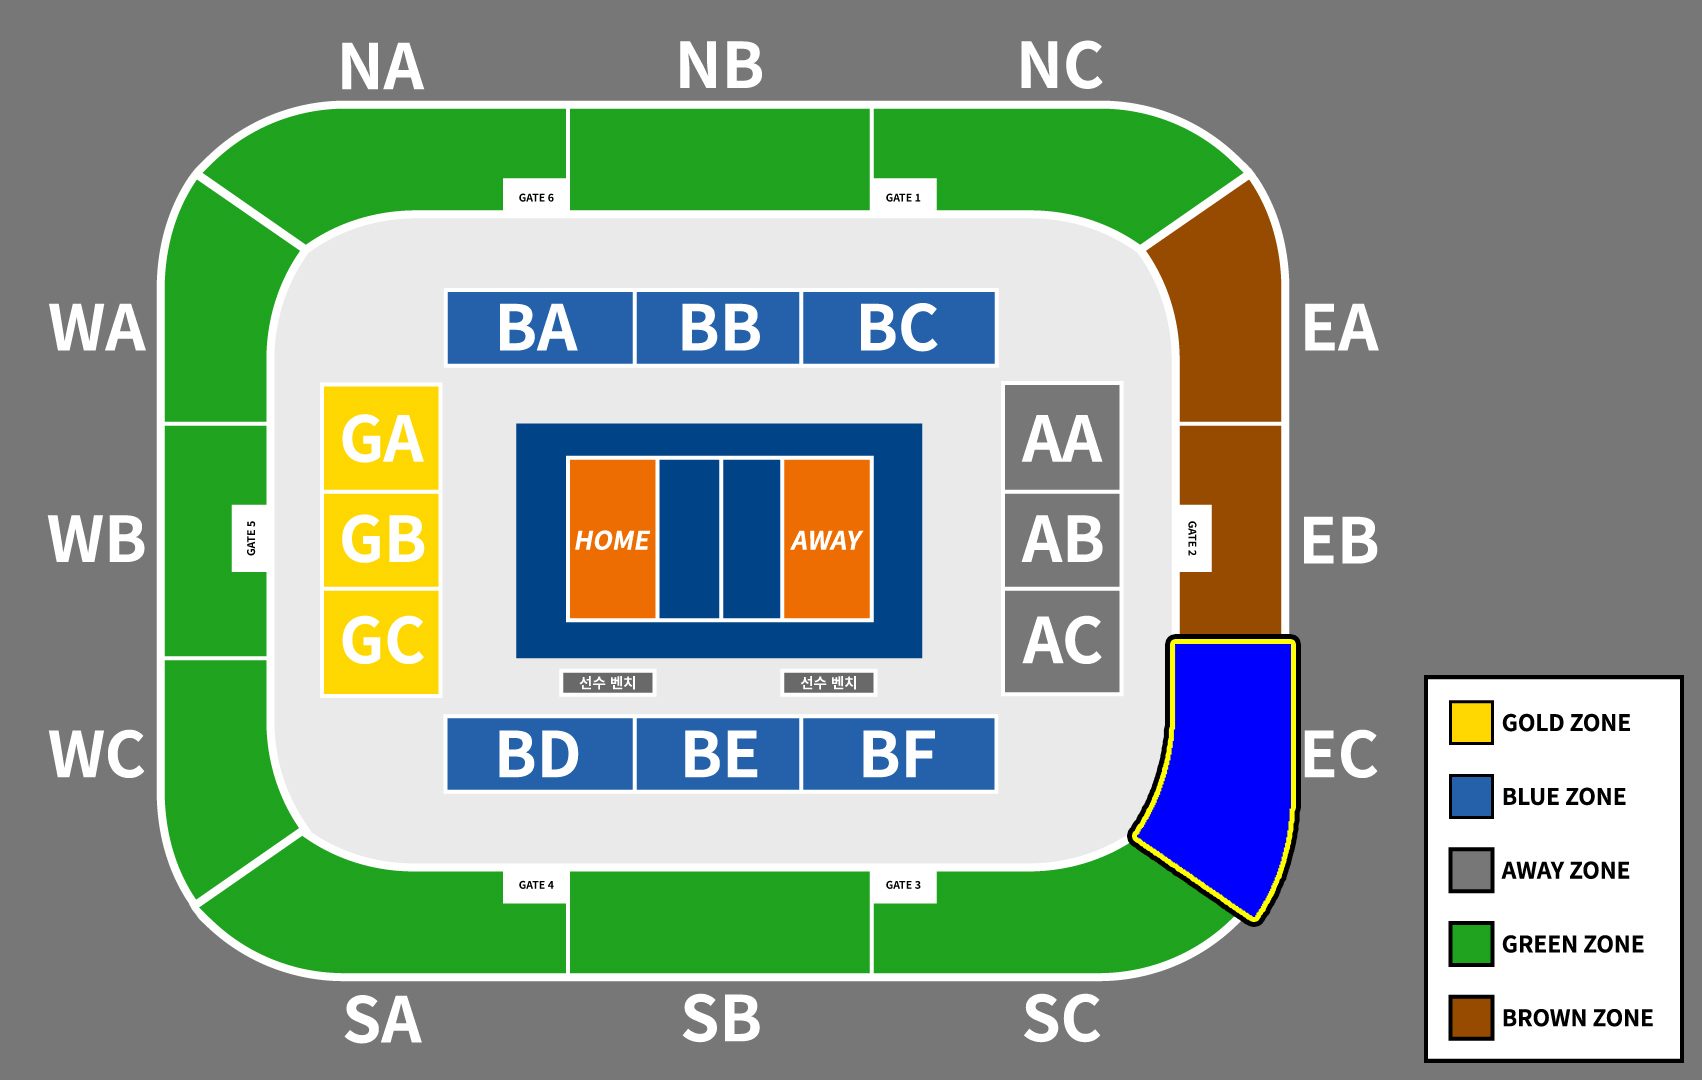 NA
NB
NC
GATE 6
GATE 1
WA
BA
BB
BC
EA
GA
AA
WB
GATE 5
GB
HOME
AWAY
AB
GATE 2
EB
GC
AC
선수 벤치
선수 벤치
WC
BD
BE
BF
EC
GATE 4
GATE 3
SA
SB
SC
GOLD ZONE
BLUE ZONE
AWAY ZONE
GREEN ZONE
BROWN ZONE